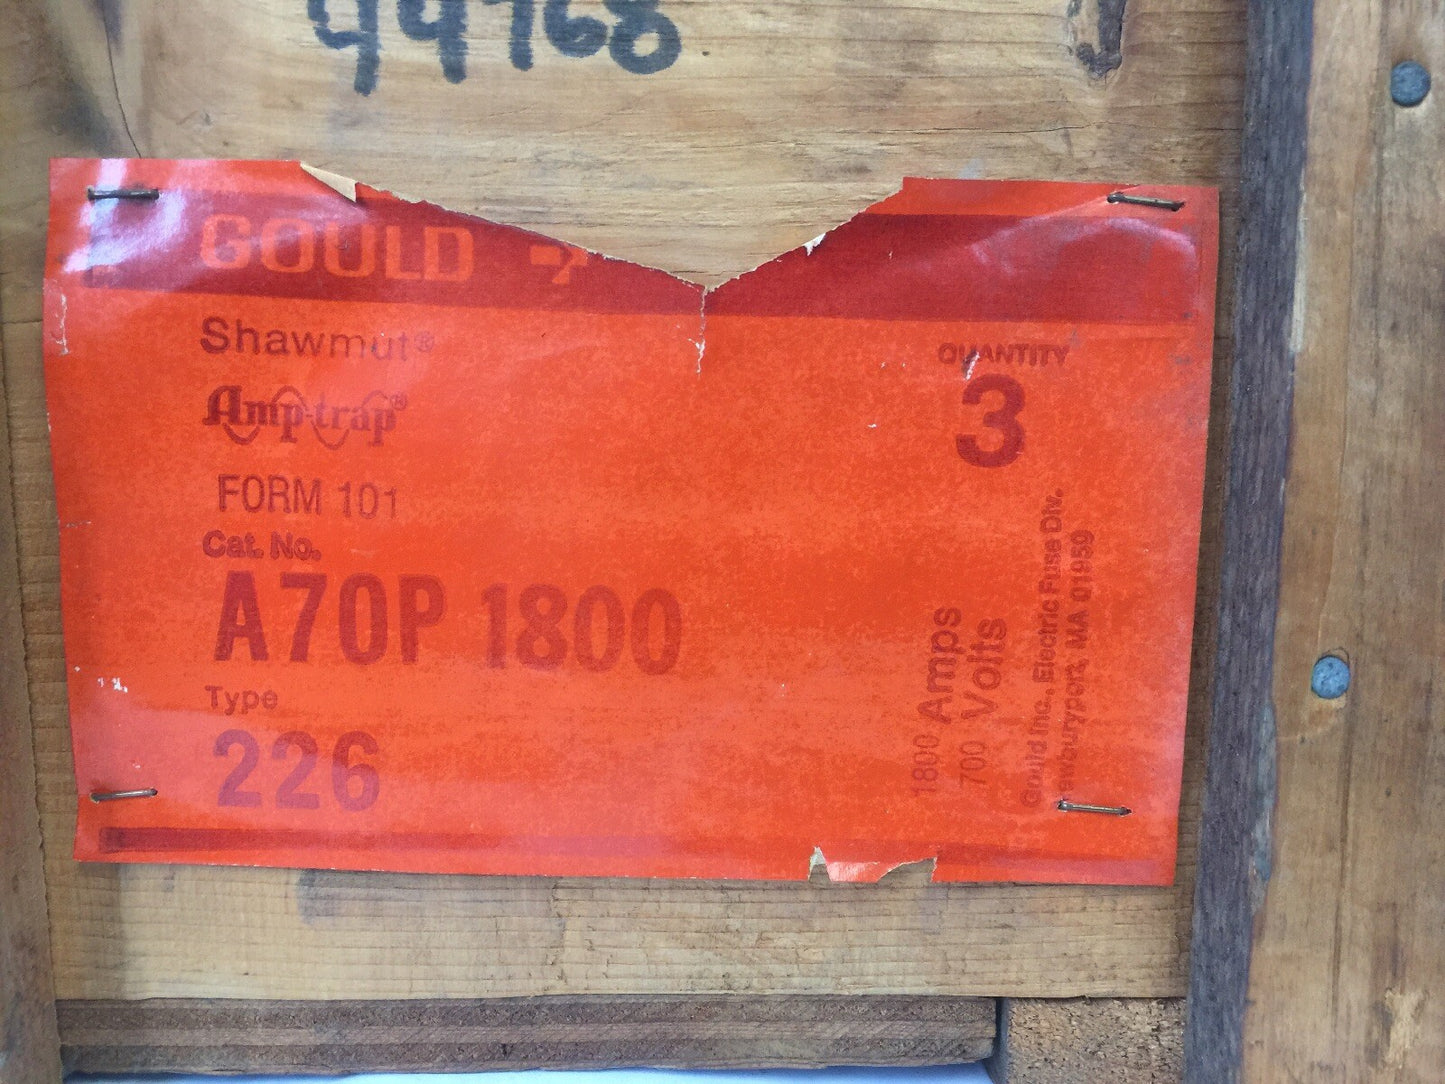 GOULD
Shawmut®
Amp-trap®
FORM 101
Cat. No.
A70P 1800
Type
226
QUANTITY
3
1800 Amps
700 Volts
Gould Inc., Electric Fuse Div.
Newburyport, MA 01950